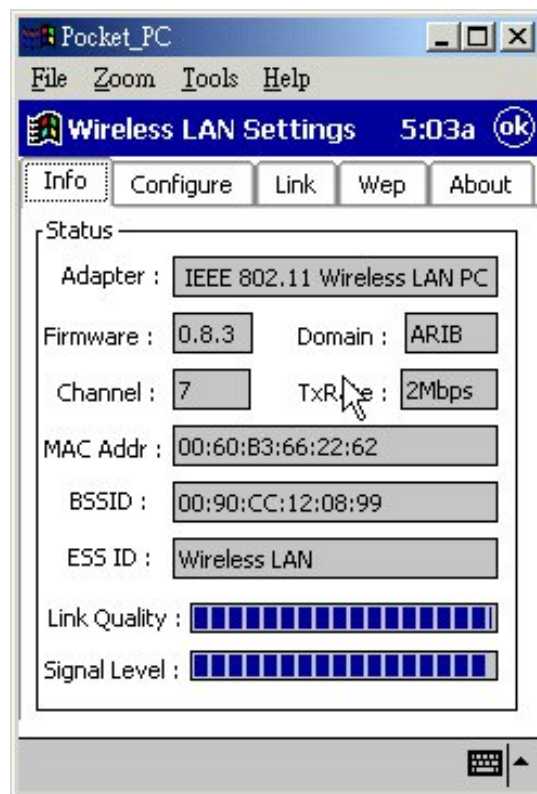 Pocket_PC
File Zoom Tools Help
Wireless LAN Settings 5:03a ok
Info Configure Link Wep About
Status
Adapter : IEEE 802.11 Wireless LAN PC
Firmware : 0.8.3 Domain : ARIB
Channel : 7 : 2Mbps
MAC Addr : 00:60:B3:66:22:62
BSSID : 00:90:CC:12:08:99
ESS ID : Wireless LAN
Link Quality :
Signal Level :